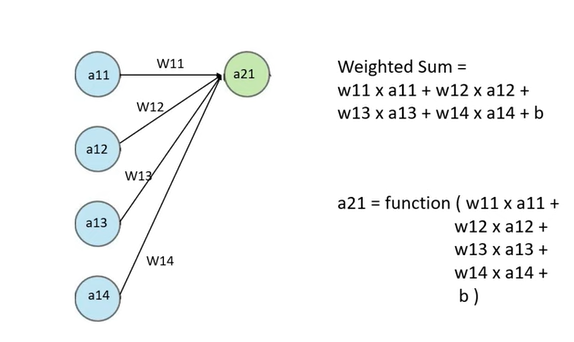 a11
W11
a21
W12
a12
W13
a13
W14
a14
Weighted Sum =
w11 x a11 + w12 x a12 +
w13 x a13 + w14 x a14 + b
a21 = function ( w11 x a11 +
w12 x a12 +
w13 x a13 +
w14 x a14 +
b )